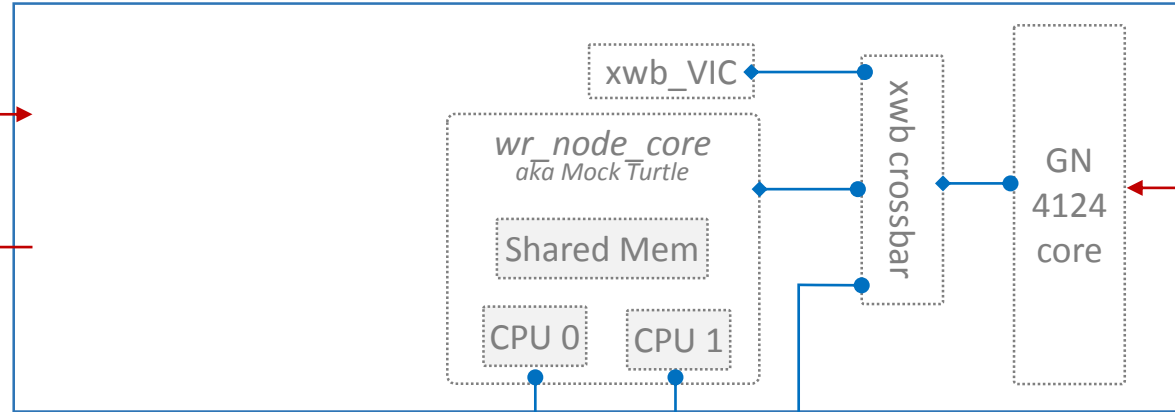 xwb_VIC
wr_node_core
aka Mock Turtle
Shared Mem
CPU 0
CPU 1
xwb crossbar
GN
4124
core